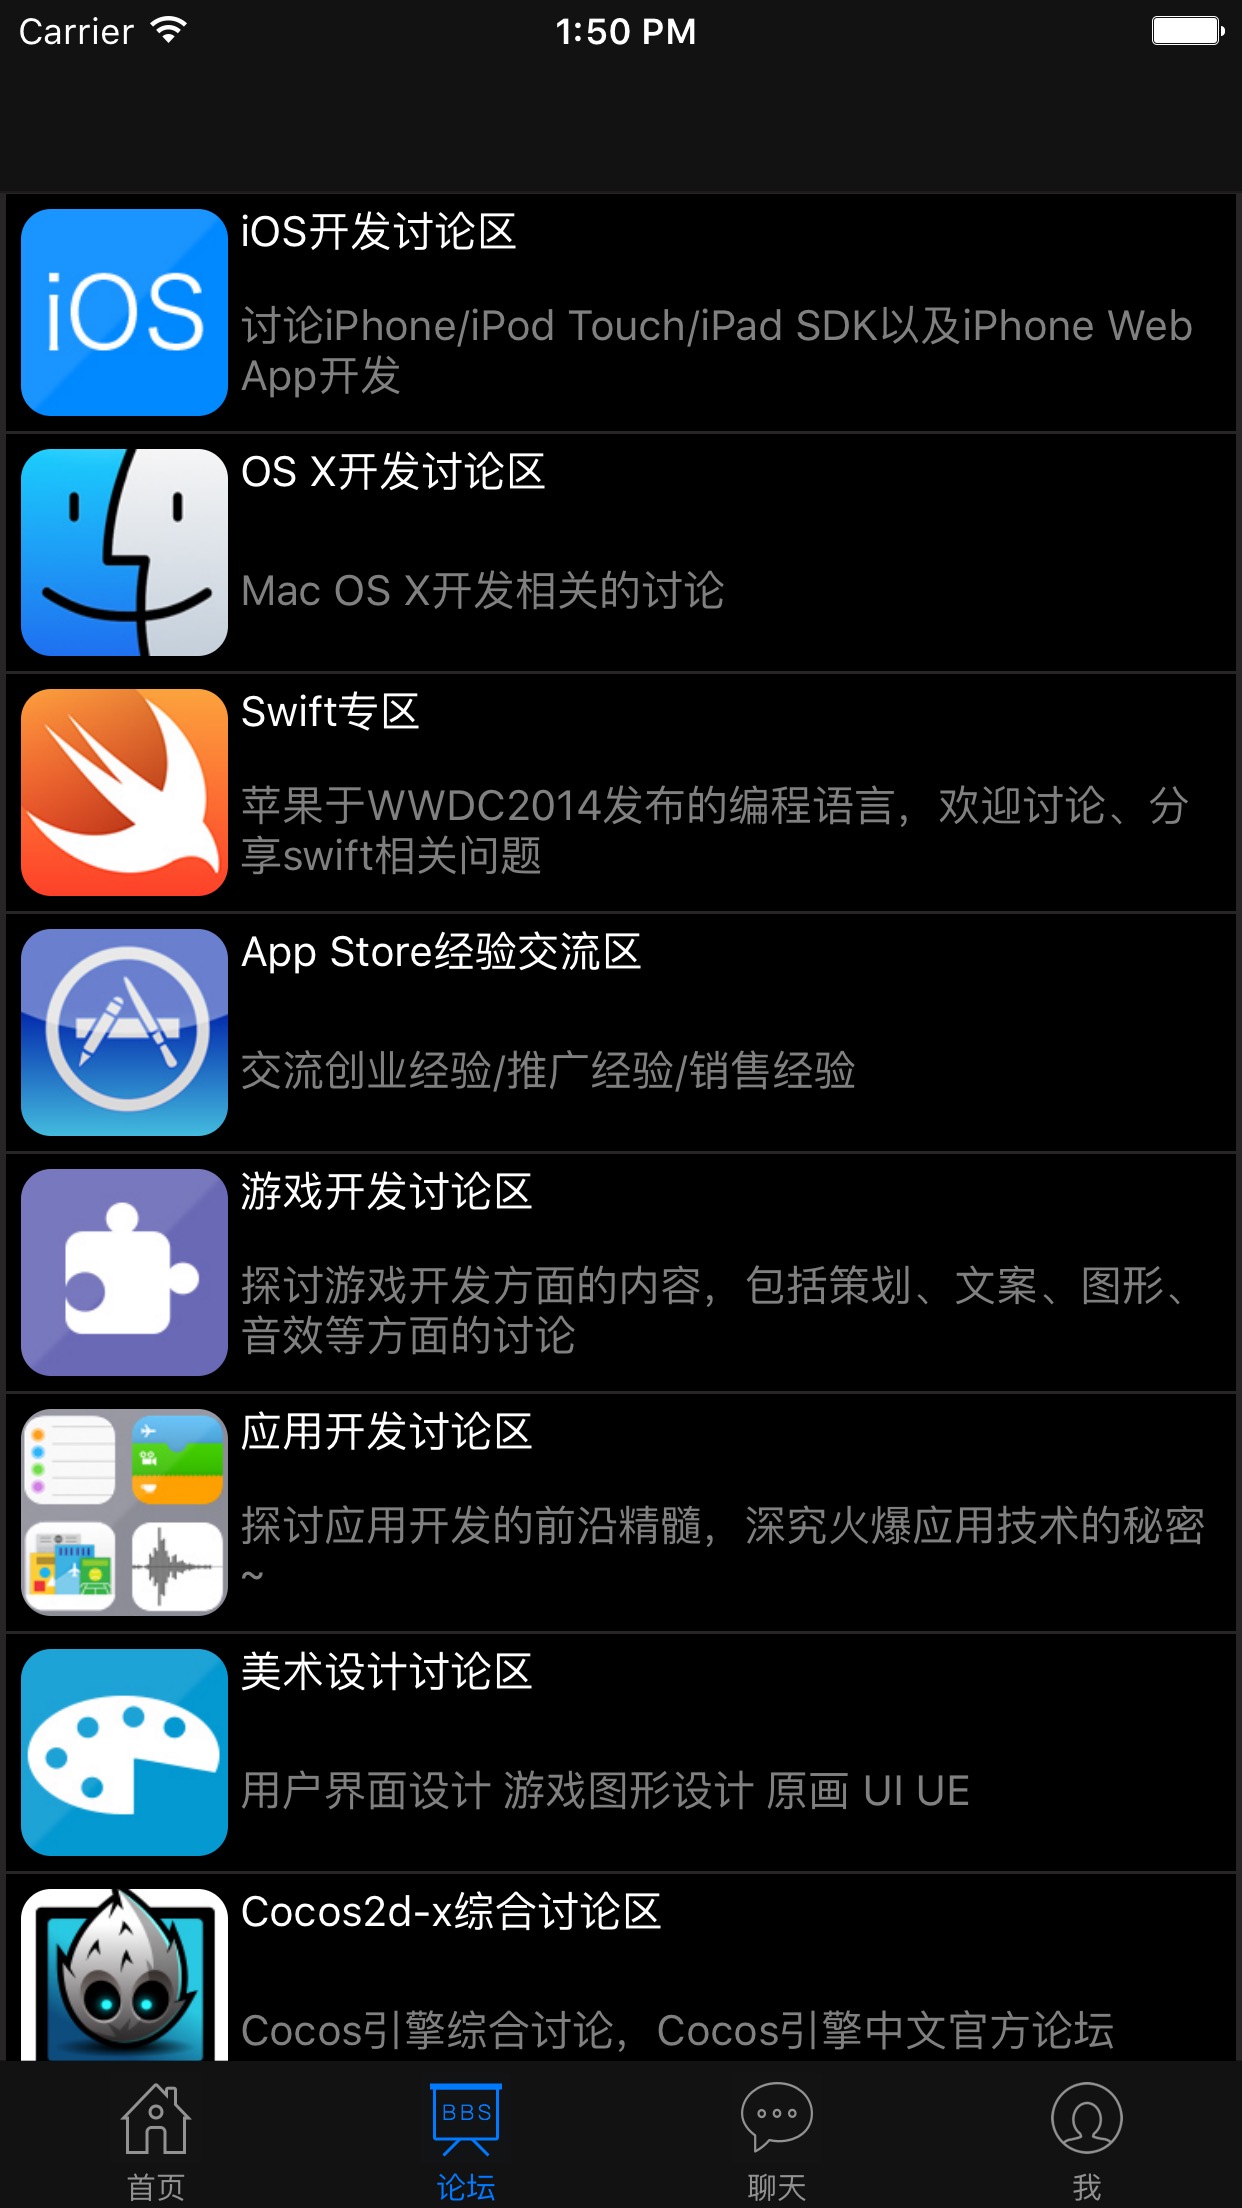 Carrier 1:50 PM
iOS
iOS开发讨论区
讨论iPhone/iPod Touch/iPad SDK以及iPhone Web
App开发
OS X开发讨论区
Mac OS X开发相关的讨论
Swift专区
苹果于WWDC2014发布的编程语言，欢迎讨论、分
享swift相关问题
App Store经验交流区
交流创业经验/推广经验/销售经验
游戏开发讨论区
探讨游戏开发方面的内容，包括策划、文案、图形、
音效等方面的讨论
应用开发讨论区
探讨应用开发的前沿精髓，深究火爆应用技术的秘密
~
美术设计讨论区
用户界面设计 游戏图形设计 原画 UI UE
Cocos2d-x综合讨论区
Cocos引擎综合讨论，Cocos引擎中文官方论坛
BBS
首页 论坛 聊天 我